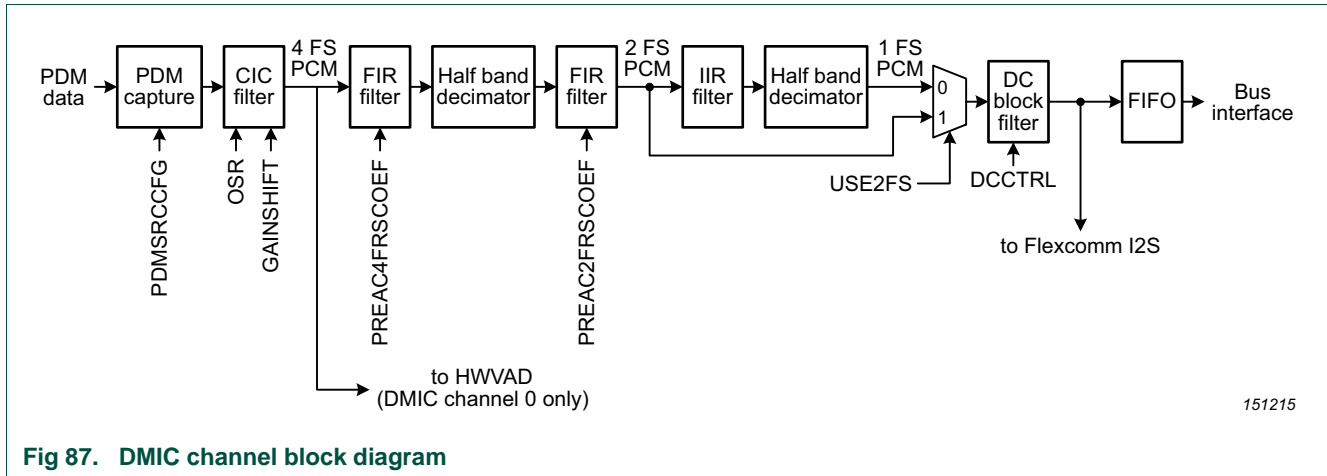 PDM
data
PDM
capture
CIC
filter
4 FS
PCM
FIR
filter
Half band
decimator
FIR
filter
2 FS
PCM
IIR
filter
Half band
decimator
1 FS
PCM
0
1
DC
block
filter
FIFO
Bus
interface
PDMSRCCFG
OSR
GAINSHIFT
PREAC4FRSCOEF
PREAC2FRSCOEF
USE2FS
DCCTRL
to Flexcomm I2S
to HWVAD
(DMIC channel 0 only)
151215
Fig 87. DMIC channel block diagram